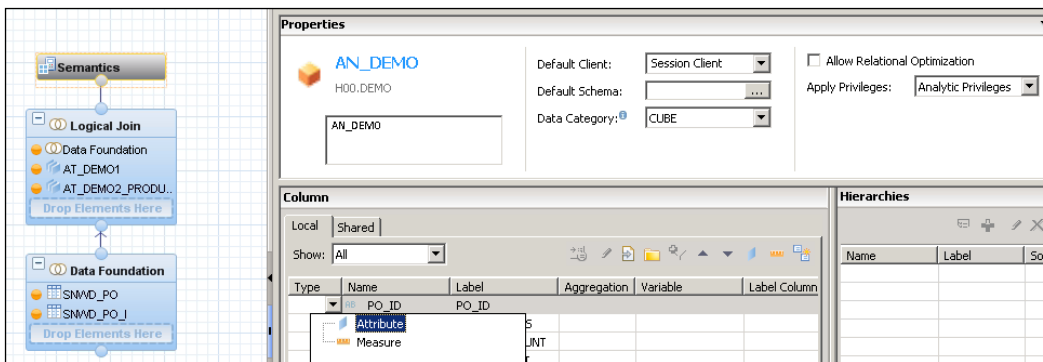 Semantics
Logical Join
Data Foundation
AT_DEMO1
AT_DEMO2_PRODU..
Drop Elements Here
Data Foundation
SNWD_PO
SNWD_PO_I
Drop Elements Here
Properties
AN_DEMO
H00.DEMO
AN_DEMO
Default Client: Session Client
Default Schema: ...
Data Category: CUBE
Allow Relational Optimization
Apply Privileges: Analytic Privileges
Column
Local Shared
Show: All
Type Name Label Aggregation Variable Label Column
AB PO_ID PO_ID
Attribute S
Measure UNT
T
Hierarchies
Name Label So